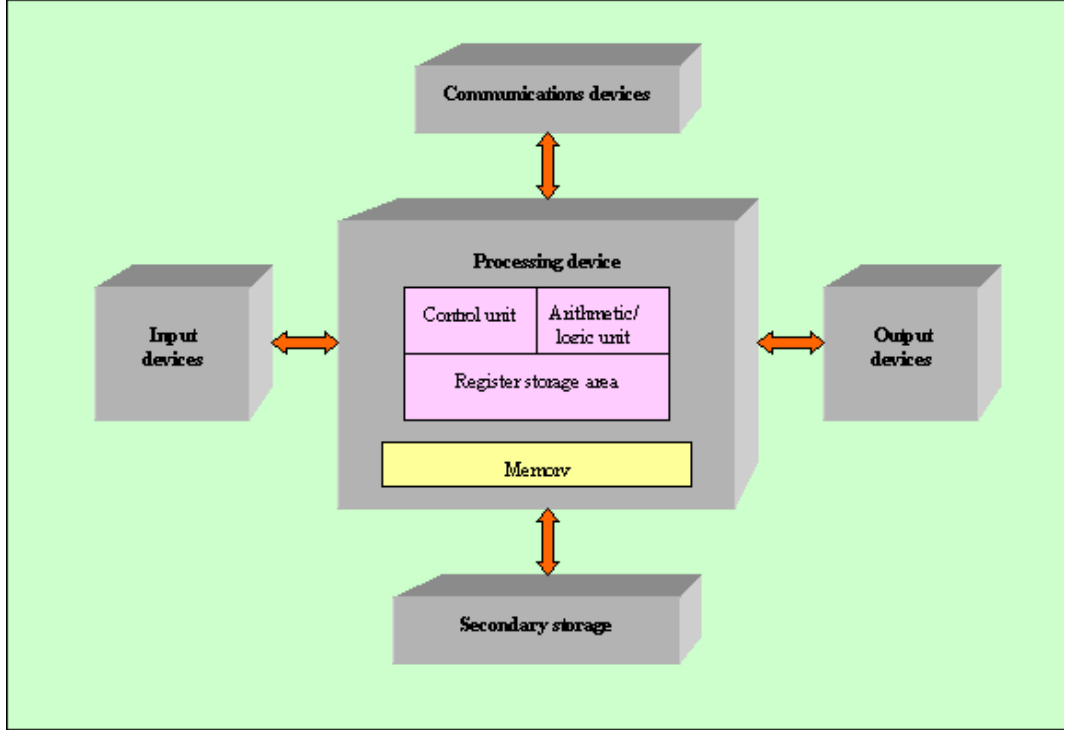 Communications devices
Processing device
Control unit
Arithmetic/
logic unit
Register storage area
Memory
Input
devices
Output
devices
Secondary storage